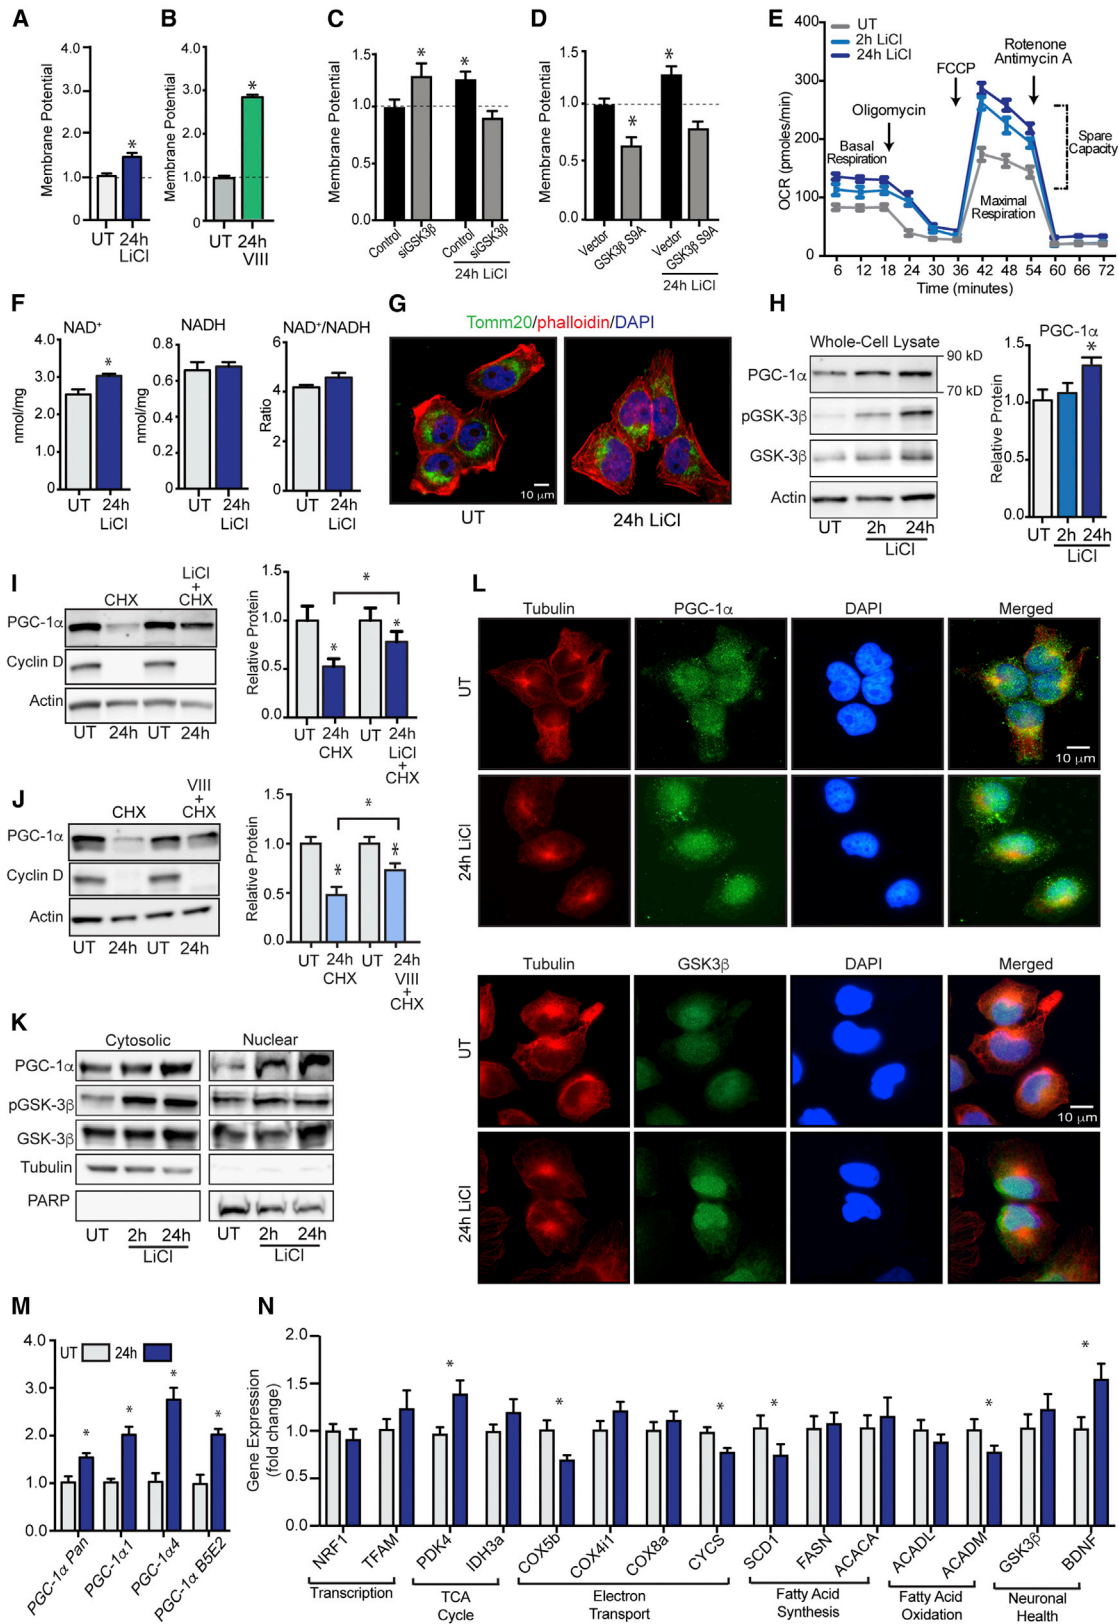 A
Membrane Potential
4.0
3.0
2.0
1.0
*
UT 24h
LiCl
B
Membrane Potential
4.0
3.0
2.0
1.0
0
*
UT 24h
VIII
C
Membrane Potential
1.5
1.0
0.5
0
*
*
Control
siGSK3β
Control
siGSK3β
24h LiCl
D
Membrane Potential
1.5
1.0
0.5
0
*
*
Vector
GSK3β S9A
Vector
GSK3β S9A
24h LiCl
E
OCR (pmoles/min)
400
300
200
100
0
UT
2h LiCl
24h LiCl
Rotenone
Antimycin A
FCCP
Oligomycin
Basal
Respiration
Spare
Capacity
Maximal
Respiration
6 12 18 24 30 36 42 48 54 60 66 72
Time (minutes)
F
NAD⁺
nmol/mg
4.0
3.0
2.0
1.0
0
*
UT 24h
LiCl
NADH
nmol/mg
0.8
0.6
0.4
0.2
0
UT 24h
LiCl
NAD⁺/NADH
Ratio
6
4
2
0
UT 24h
LiCl
G
Tomm20/phalloidin/DAPI
10 μm
UT
24h LiCl
H
Whole-Cell Lysate
90 kD
PGC-1α
70 kD
pGSK-3β
GSK-3β
Actin
UT 2h 24h
LiCl
PGC-1α
Relative Protein
1.5
1.0
0.5
0.0
*
UT 2h 24h
LiCl
I
CHX
LiCl
+
CHX
PGC-1α
Cyclin D
Actin
UT 24h UT 24h
Relative Protein
1.5
1.0
0.5
0.0
*
*
*
UT 24h UT 24h
CHX
LiCl
+
CHX
J
CHX
VIII
+
CHX
PGC-1α
Cyclin D
Actin
UT 24h UT 24h
Relative Protein
1.5
1.0
0.5
0.0
*
*
*
UT 24h UT 24h
CHX
VIII
+
CHX
K
Cytosolic
Nuclear
PGC-1α
pGSK-3β
GSK-3β
Tubulin
PARP
UT 2h 24h
LiCl
UT 2h 24h
LiCl
L
Tubulin PGC-1α DAPI Merged
UT
10 μm
24h LiCl
Tubulin GSK3β DAPI Merged
UT
10 μm
24h LiCl
M
4.0
3.0
2.0
1.0
0.0
UT 24h
*
*
*
*
PGC-1α Pan
PGC-1α1
PGC-1α4
PGC-1α B5E2
N
Gene Expression
(fold change)
2.0
1.5
1.0
0.5
0
*
*
*
*
*
*
NRF1
TFAM
PDK4
IDH3a
COX5b
COX4i1
COX8a
CYCS
SCD1
FASN
ACACA
ACADL
ACADM
GSK3β
BDNF
Transcription
TCA
Cycle
Electron
Transport
Fatty Acid
Synthesis
Fatty Acid
Oxidation
Neuronal
Health